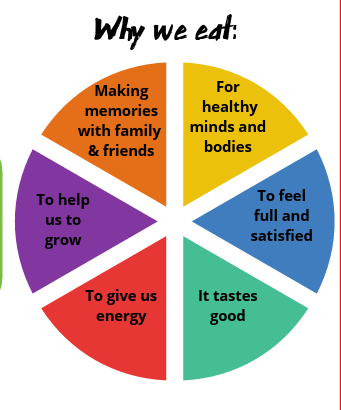 Why we eat:
Making
memories
with family
& friends
For
healthy
minds and
bodies
To feel
full and
satisfied
It tastes
good
To give us
energy
To help
us to
grow